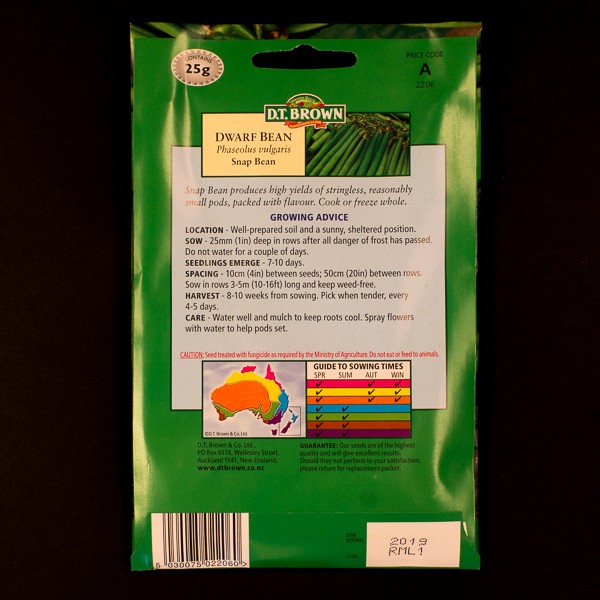 CONTAINS
25g
PRICE CODE
A
2206
D.T. BROWN
DWARF BEAN
Phaseolus vulgaris
Snap Bean
Snap Bean produces high yields of stringless, reasonably
small pods, packed with flavour. Cook or freeze whole.
GROWING ADVICE
LOCATION - Well-prepared soil and a sunny, sheltered position.
SOW - 25mm (1in) deep in rows after all danger of frost has passed.
Do not water for a couple of days.
SEEDLINGS EMERGE - 7-10 days.
SPACING - 10cm (4in) between seeds; 50cm (20in) between rows.
Sow in rows 3-5m (10-16ft) long and keep weed-free.
HARVEST - 8-10 weeks from sowing. Pick when tender, every
4-5 days.
CARE - Water well and mulch to keep roots cool. Spray flowers
with water to help pods set.
CAUTION: Seed treated with fungicide as required by the Ministry of Agriculture. Do not eat or feed to animals.
GUIDE TO SOWING TIMES
SPR SUM AUT WIN
©D.T. Brown & Co. Ltd
D.T. Brown & Co. Ltd.,
PO Box 6174, Wellesley Street,
Auckland 1141, New Zealand.
www.dtbrown.co.nz
GUARANTEE: Our seeds are of the highest
quality and will give excellent results.
Should they not perform to your satisfaction,
please return for replacement packet.
5 030075 022060 >
SOW
BEFORE
2019
RML1